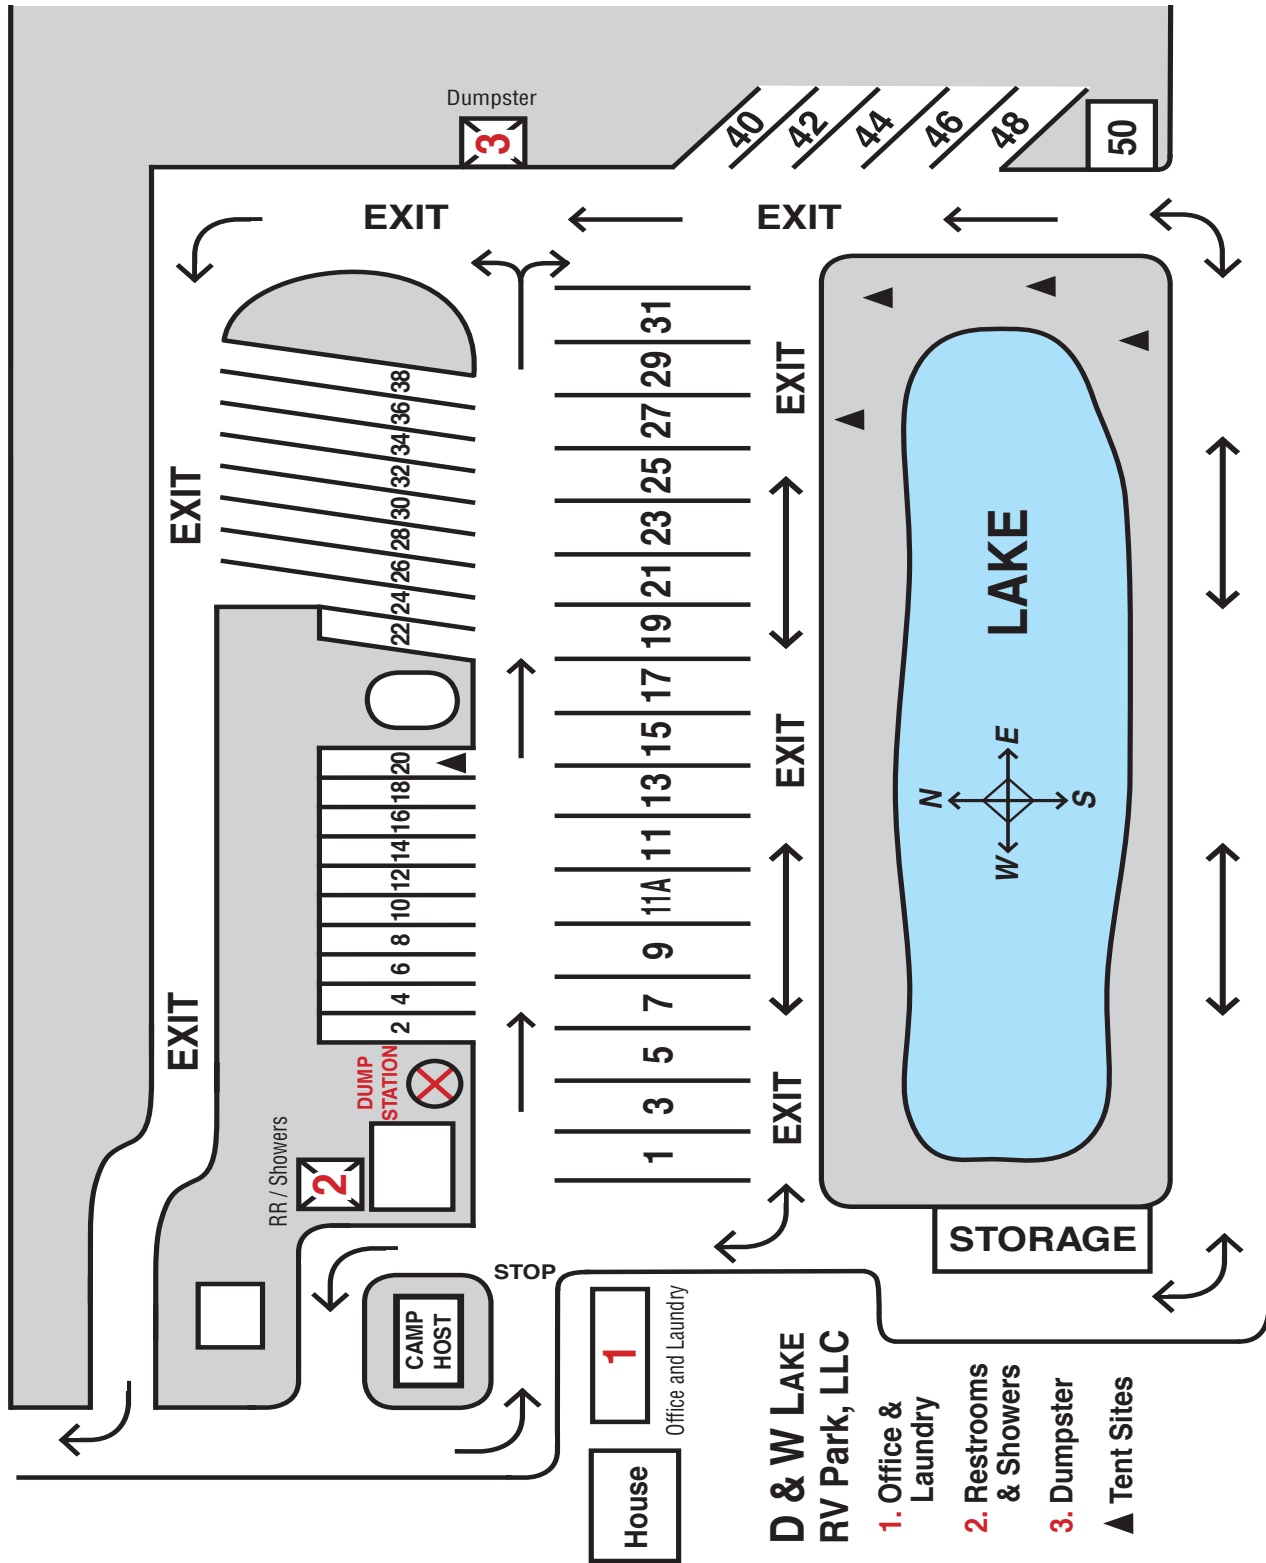 Dumpster
3
40
42
44
46
48
50
EXIT
EXIT
31
29
27
25
23
21
19
17
15
13
11
11A
9
7
5
3
1
38
36
34
32
30
28
26
24
22
20
18
16
14
12
10
8
6
4
2
EXIT
EXIT
EXIT
EXIT
EXIT
LAKE
N
E
S
W
DUMP
STATION
RR / Showers
2
STORAGE
STOP
CAMP
HOST
1
Office and Laundry
House
D & W LAKE
RV Park, LLC
1. Office &
Laundry
2. Restrooms
& Showers
3. Dumpster
Tent Sites